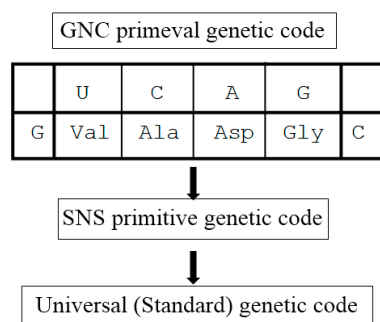 GNC primeval genetic code
U C A G
G Val Ala Asp Gly C
SNS primitive genetic code
Universal (Standard) genetic code